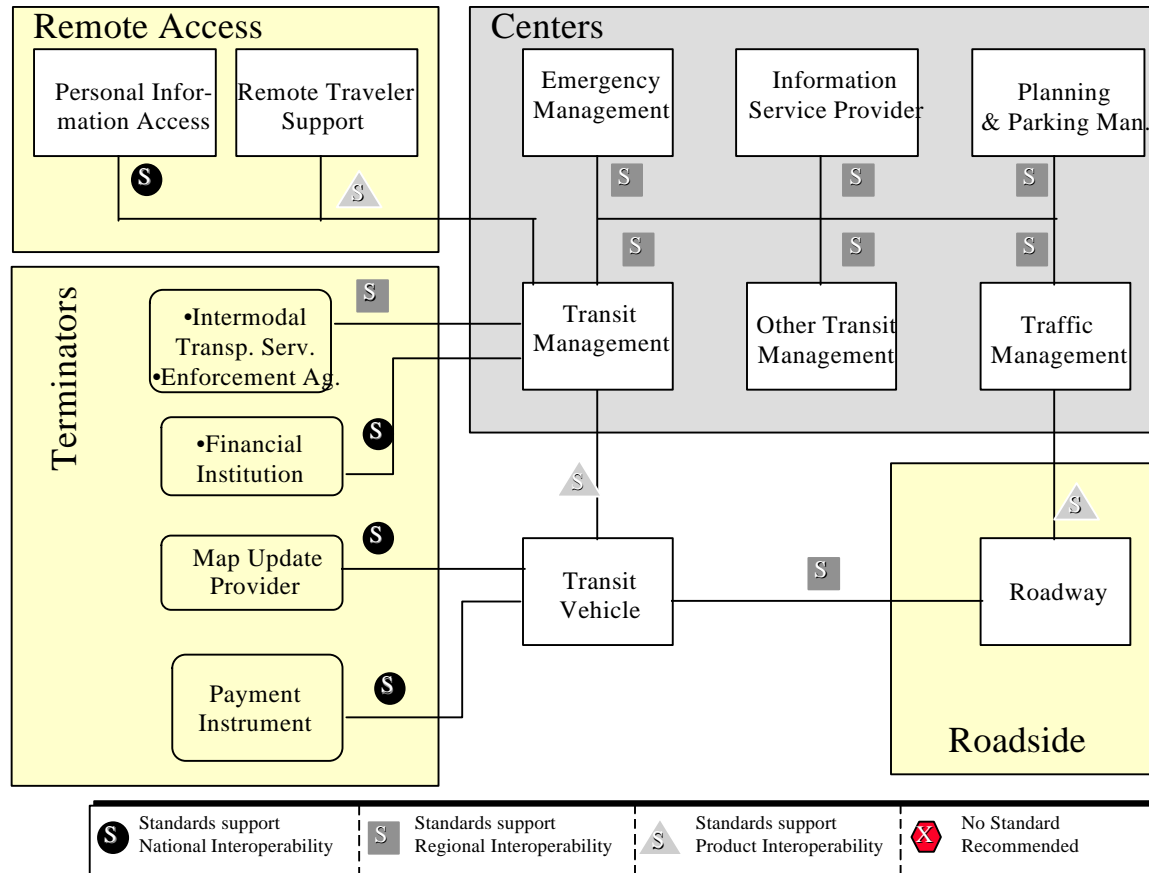 Remote Access
Personal Infor-
mation Access
Remote Traveler
Support
S
S
Centers
Emergency
Management
Information
Service Provider
Planning
& Parking Man.
S
S
S
S
S
S
Transit
Management
Other Transit
Management
Traffic
Management
Terminators
S
•Intermodal
Transp. Serv.
•Enforcement Ag.
S
•Financial
Institution
S
Map Update
Provider
S
Payment
Instrument
S
Transit
Vehicle
S
S
Roadway
Roadside
S
Standards support
National Interoperability
S
Standards support
Regional Interoperability
S
Standards support
Product Interoperability
X
No Standard
Recommended